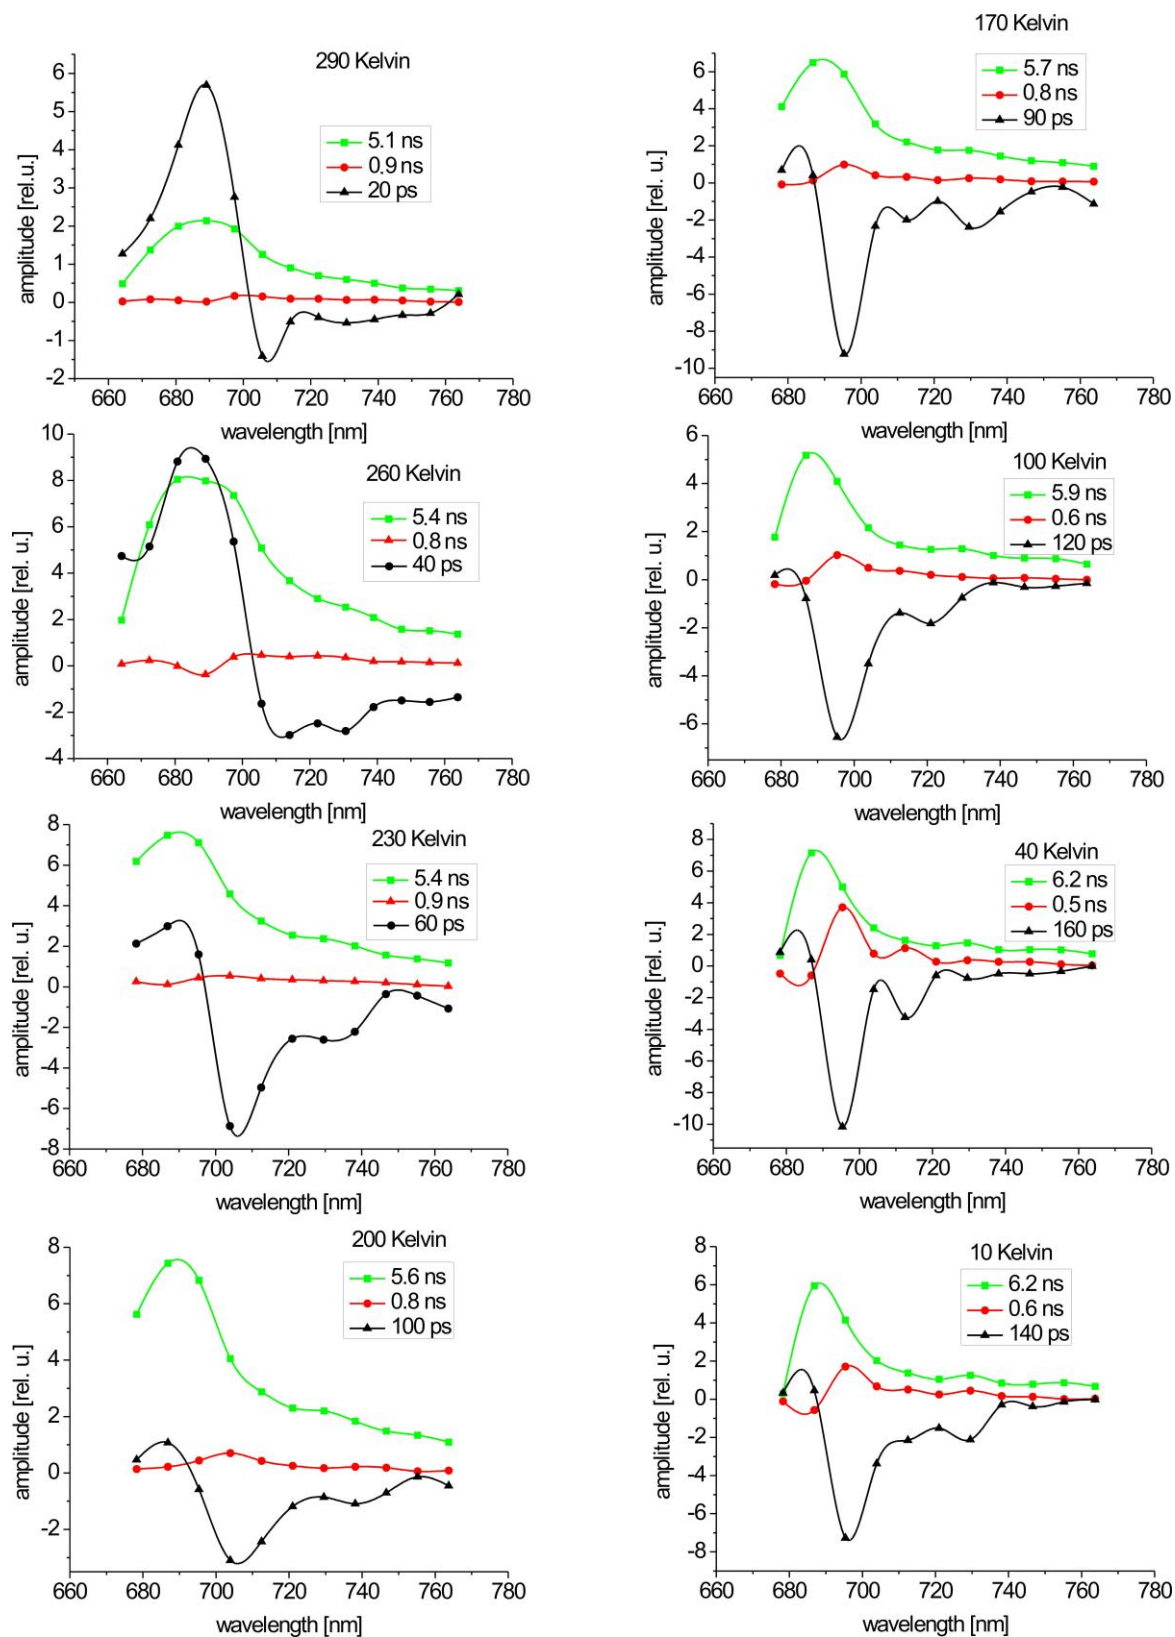 290 Kelvin
5.1 ns
0.9 ns
20 ps
amplitude [rel.u.]
6
5
4
3
2
1
0
-1
-2
660 680 700 720 740 760 780
wavelength [nm]
260 Kelvin
5.4 ns
0.8 ns
40 ps
amplitude [rel. u.]
10
8
6
4
2
0
-2
-4
660 680 700 720 740 760 780
wavelength [nm]
230 Kelvin
5.4 ns
0.9 ns
60 ps
amplitude [rel. u.]
8
6
4
2
0
-2
-4
-6
-8
660 680 700 720 740 760 780
wavelength [nm]
200 Kelvin
5.6 ns
0.8 ns
100 ps
amplitude [rel. u.]
8
6
4
2
0
-2
660 680 700 720 740 760 780
wavelength [nm]
170 Kelvin
5.7 ns
0.8 ns
90 ps
amplitude [rel. u.]
6
4
2
0
-2
-4
-6
-8
-10
660 680 700 720 740 760 780
wavelength [nm]
100 Kelvin
5.9 ns
0.6 ns
120 ps
amplitude [rel. u.]
6
4
2
0
-2
-4
-6
660 680 700 720 740 760 780
wavelength [nm]
40 Kelvin
6.2 ns
0.5 ns
160 ps
amplitude [rel. u.]
8
6
4
2
0
-2
-4
-6
-8
-10
660 680 700 720 740 760 780
wavelength [nm]
10 Kelvin
6.2 ns
0.6 ns
140 ps
amplitude [rel. u.]
8
6
4
2
0
-2
-4
-6
-8
660 680 700 720 740 760 780
wavelength [nm]